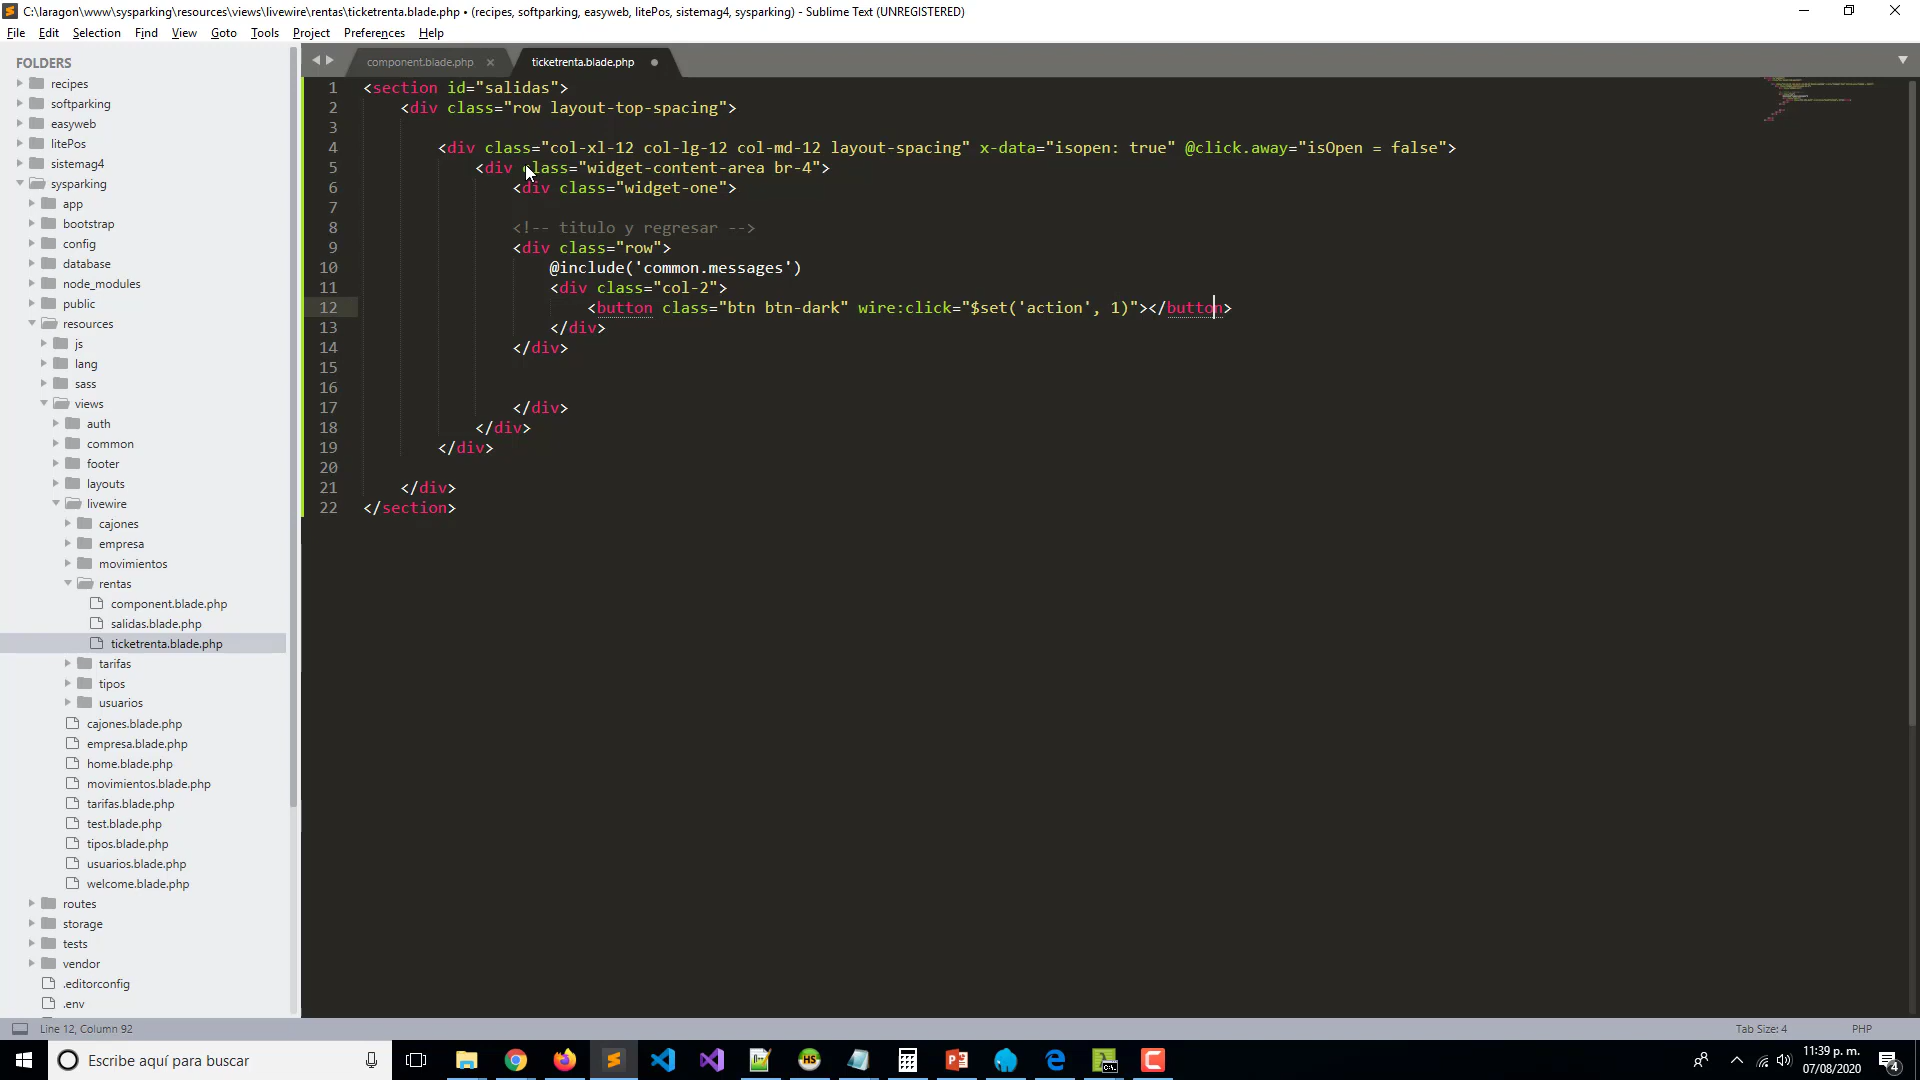 C:\laragon\www\sysparking\resources\views\livewire\rentas\ticketrenta.blade.php • (recipes, softparking, easyweb, litePos, sistemag4, sysparking) - Sublime Text (UNREGISTERED)
File Edit Selection Find View Goto Tools Project Preferences Help
FOLDERS
recipes
softparking
easyweb
litePos
sistemag4
sysparking
app
bootstrap
config
database
node_modules
public
resources
js
lang
sass
views
auth
common
footer
layouts
livewire
cajones
empresa
movimientos
rentas
component.blade.php
salidas.blade.php
ticketrenta.blade.php
tarifas
tipos
usuarios
cajones.blade.php
empresa.blade.php
home.blade.php
movimientos.blade.php
tarifas.blade.php
test.blade.php
tipos.blade.php
usuarios.blade.php
welcome.blade.php
routes
storage
tests
vendor
.editorconfig
.env
component.blade.php ticketrenta.blade.php
1 <section id="salidas">
2 <div class="row layout-top-spacing">
3
4 <div class="col-xl-12 col-lg-12 col-md-12 layout-spacing" x-data="isopen: true" @click.away="isOpen = false">
5 <div class="widget-content-area br-4">
6 <div class="widget-one">
7
8 <!-- titulo y regresar -->
9 <div class="row">
10 @include('common.messages')
11 <div class="col-2">
12 <button class="btn btn-dark" wire:click="$set('action', 1)"></button>
13 </div>
14 </div>
15
16
17 </div>
18 </div>
19 </div>
20
21 </div>
22 </section>
Line 12, Column 92 Tab Size: 4 PHP
Escribe aquí para buscar
11:39 p. m.
07/08/2020
4